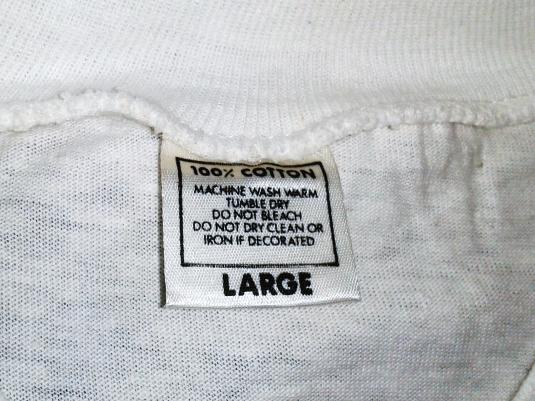 100% COTTON
MACHINE WASH WARM
TUMBLE DRY
DO NOT BLEACH
DO NOT DRY CLEAN OR
IRON IF DECORATED
LARGE